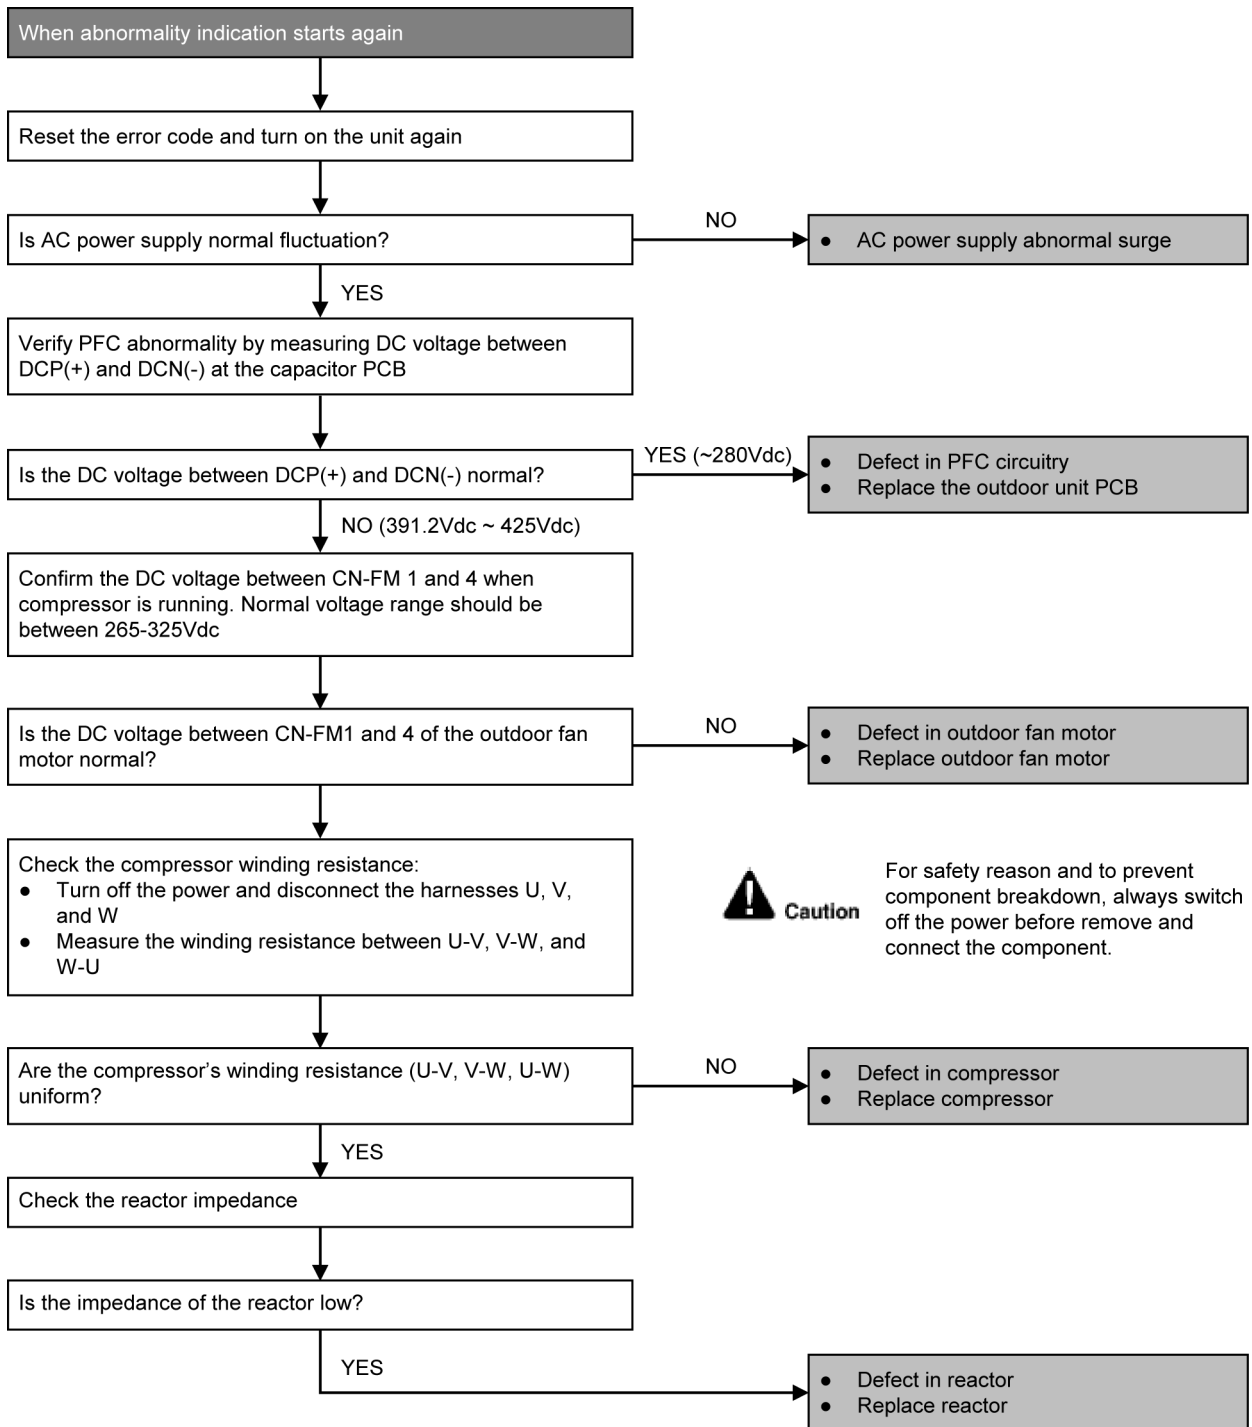 When abnormality indication starts again
Reset the error code and turn on the unit again
Is AC power supply normal fluctuation?
NO
● AC power supply abnormal surge
YES
Verify PFC abnormality by measuring DC voltage between
DCP(+) and DCN(-) at the capacitor PCB
Is the DC voltage between DCP(+) and DCN(-) normal?
YES (~280Vdc)
● Defect in PFC circuitry
● Replace the outdoor unit PCB
NO (391.2Vdc ~ 425Vdc)
Confirm the DC voltage between CN-FM 1 and 4 when
compressor is running. Normal voltage range should be
between 265-325Vdc
Is the DC voltage between CN-FM1 and 4 of the outdoor fan
motor normal?
NO
● Defect in outdoor fan motor
● Replace outdoor fan motor
Check the compressor winding resistance:
● Turn off the power and disconnect the harnesses U, V,
and W
● Measure the winding resistance between U-V, V-W, and
W-U
Caution
For safety reason and to prevent
component breakdown, always switch
off the power before remove and
connect the component.
Are the compressor’s winding resistance (U-V, V-W, U-W)
uniform?
NO
● Defect in compressor
● Replace compressor
YES
Check the reactor impedance
Is the impedance of the reactor low?
YES
● Defect in reactor
● Replace reactor